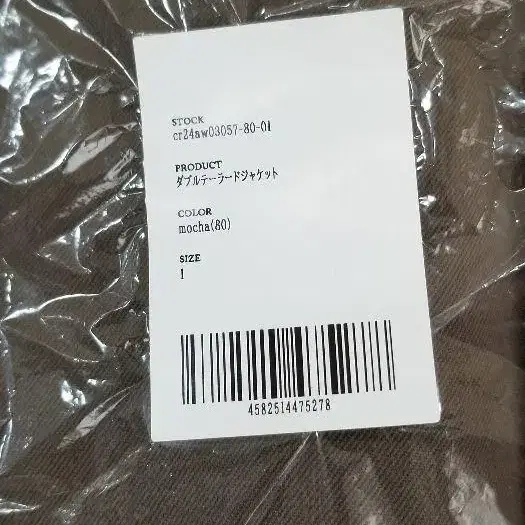 STOCK
cr24aw03057-80-01
PRODUCT
ダブルテーラードジャケット
COLOR
mocha(80)
SIZE
1
4582514475278